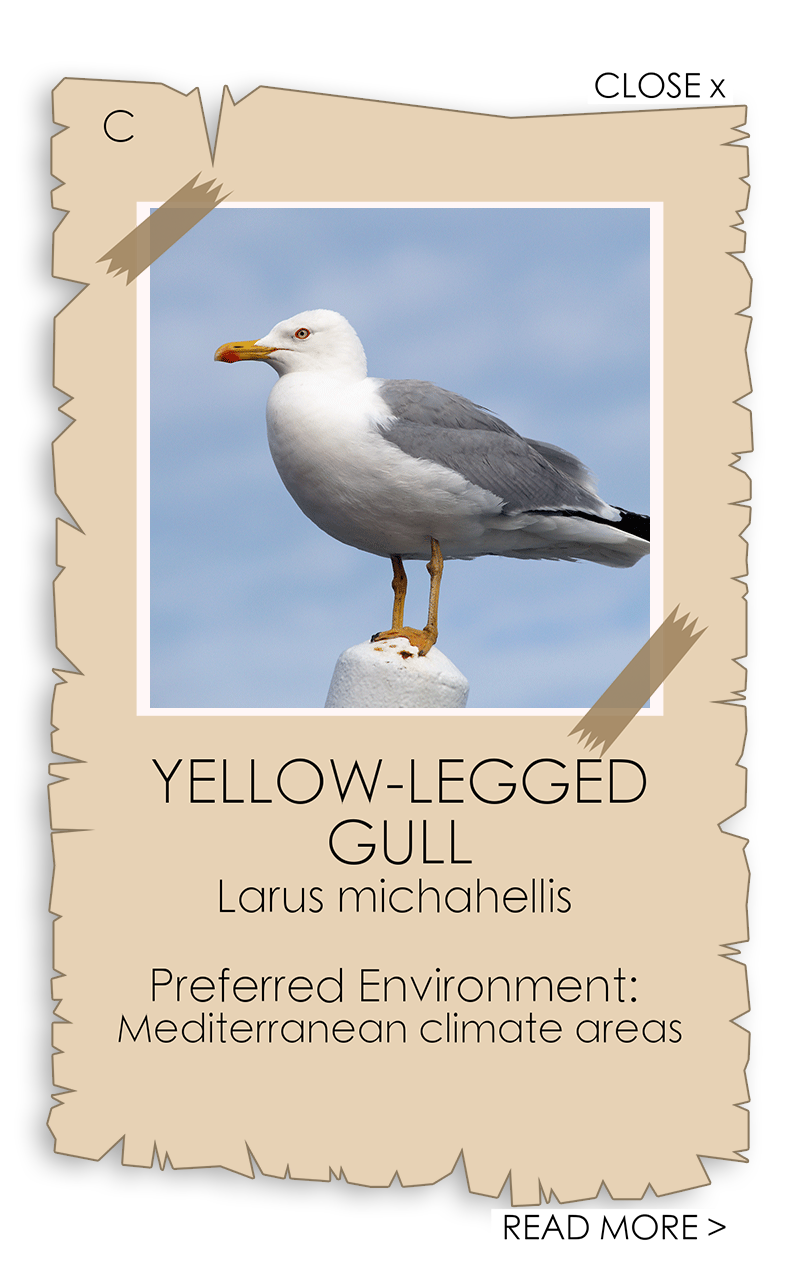 CLOSE x
C
YELLOW-LEGGED
GULL
Larus michahellis
Preferred Environment:
Mediterranean climate areas
READ MORE >